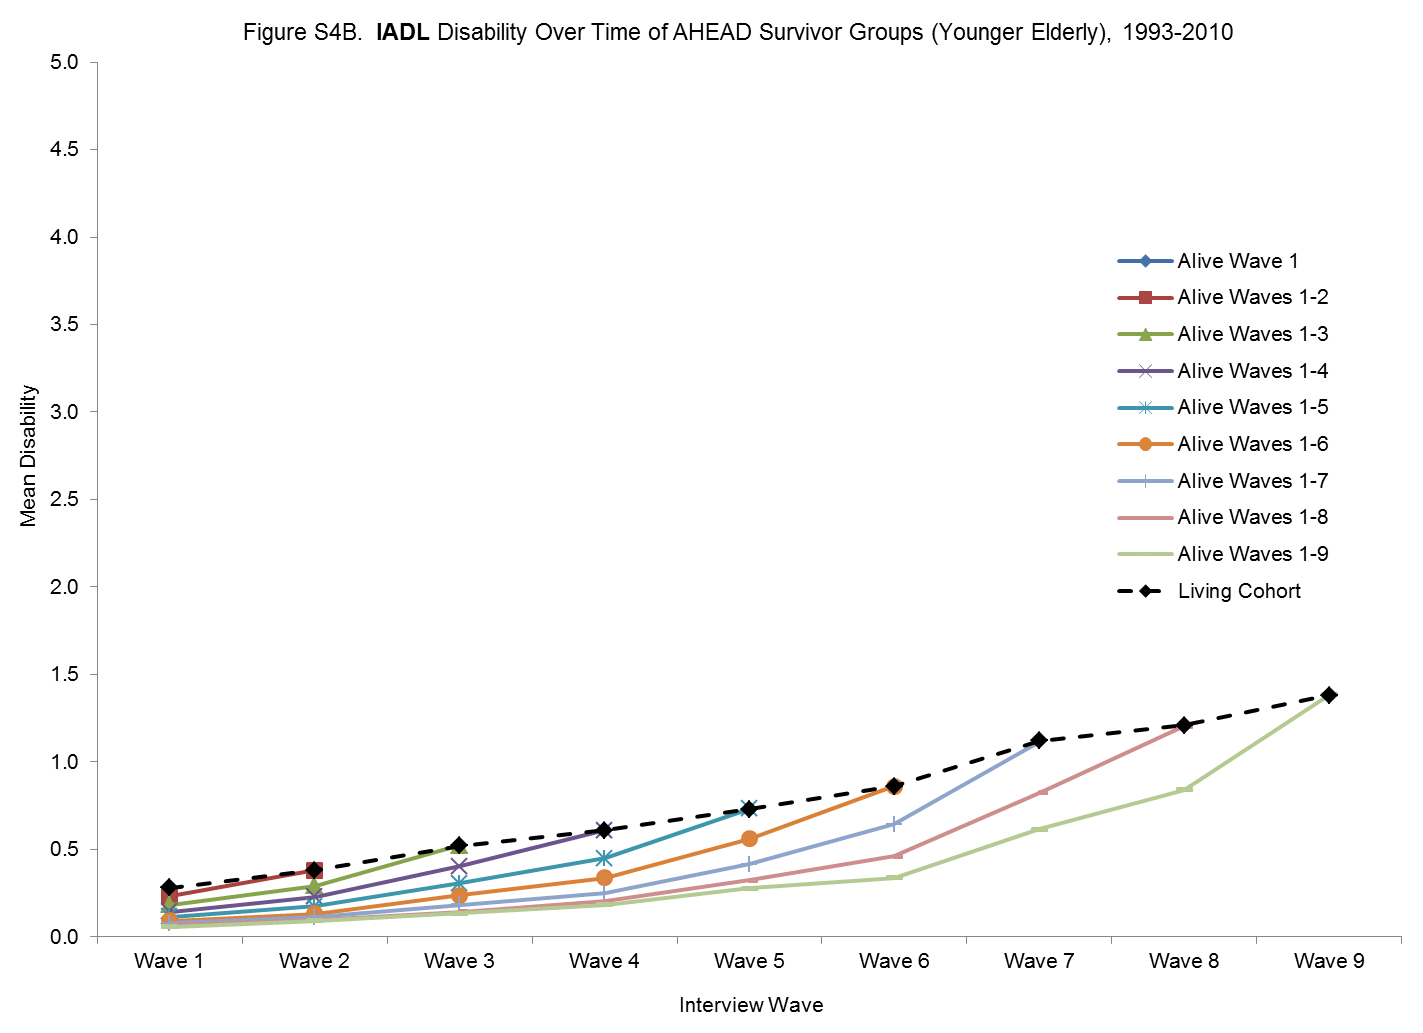 Figure S4B. IADL Disability Over Time of AHEAD Survivor Groups (Younger Elderly), 1993-2010
5.0
4.5
4.0
3.5
3.0
2.5
2.0
1.5
1.0
0.5
0.0
Mean Disability
Alive Wave 1
Alive Waves 1-2
Alive Waves 1-3
Alive Waves 1-4
Alive Waves 1-5
Alive Waves 1-6
Alive Waves 1-7
Alive Waves 1-8
Alive Waves 1-9
Living Cohort
Wave 1 Wave 2 Wave 3 Wave 4 Wave 5 Wave 6 Wave 7 Wave 8 Wave 9
Interview Wave